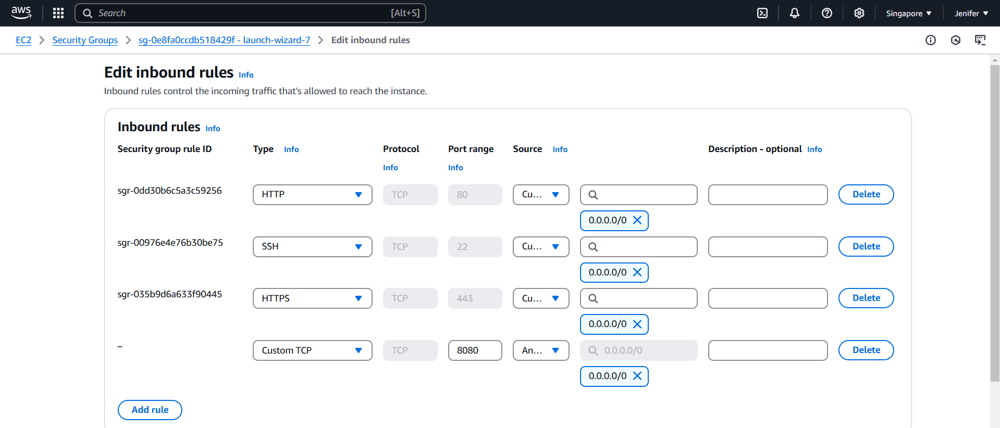 aws Search [Alt+S] Singapore Jenifer
EC2 Security Groups sg-0e8fa0ccdb518429f - launch-wizard-7 Edit inbound rules
Edit inbound rules Info
Inbound rules control the incoming traffic that's allowed to reach the instance.
Inbound rules Info
Security group rule ID Type Info Protocol Port range Source Info Description - optional Info
Info Info
sgr-0dd30b6c5a3c59256 HTTP TCP 80 Cu... Delete
0.0.0.0/0
sgr-00976e4e76b30be75 SSH TCP 22 Cu... Delete
0.0.0.0/0
sgr-035b9d6a633f90445 HTTPS TCP 443 Cu... Delete
0.0.0.0/0
– Custom TCP TCP 8080 An... 0.0.0.0/0 Delete
0.0.0.0/0
Add rule